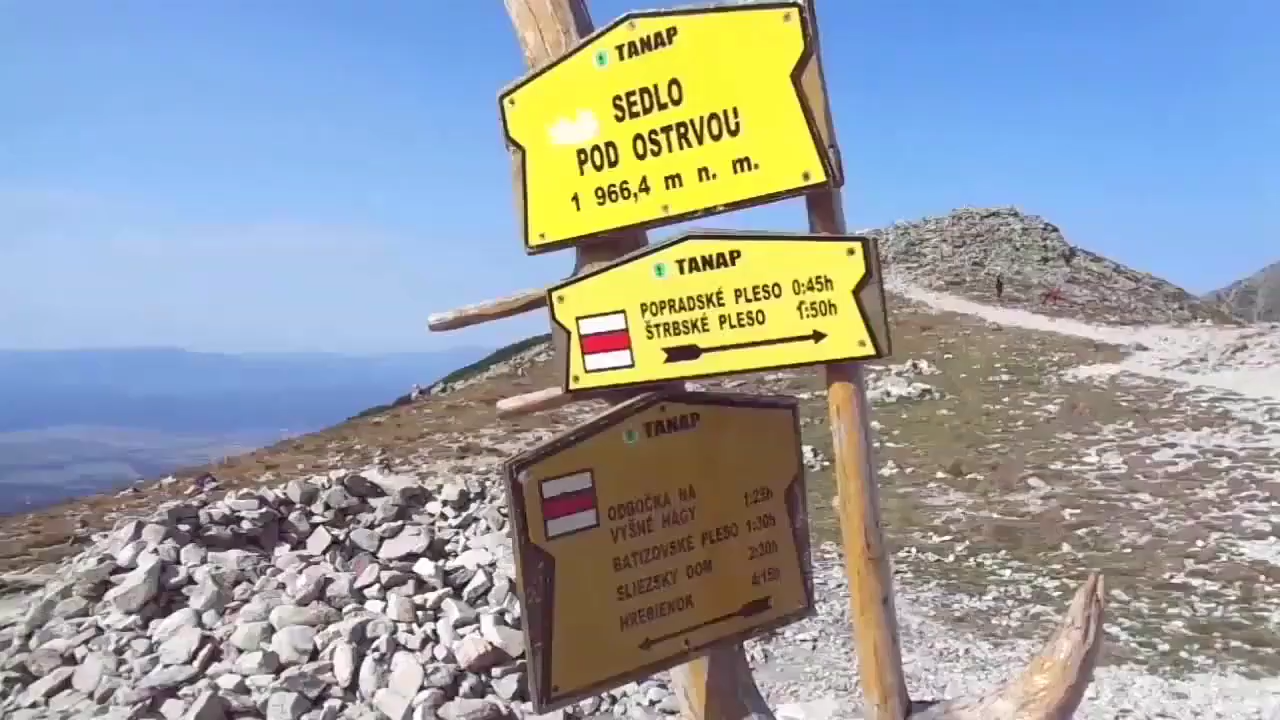 TANAP
SEDLO
POD OSTRVOU
1 966,4 m n. m.
TANAP
POPRADSKÉ PLESO 0:45h
ŠTRBSKÉ PLESO 1:50h
TANAP
ODBOČKA NA 1:25h
VYŠNÉ HÁGY
BATIZOVSKÉ PLESO 1:30h
SLIEZSKY DOM 2:30h
HREBIENOK 4:15h